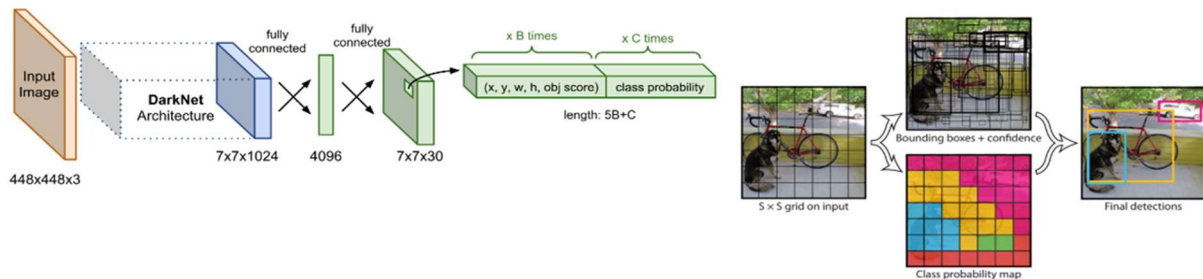 fully
connected
fully
connected
x B times
x C times
Input
Image
DarkNet
Architecture
(x, y, w, h, obj score)
class probability
length: 5B+C
7x7x1024
4096
7x7x30
448x448x3
S × S grid on input
Bounding boxes + confidence
Class probability map
Final detections